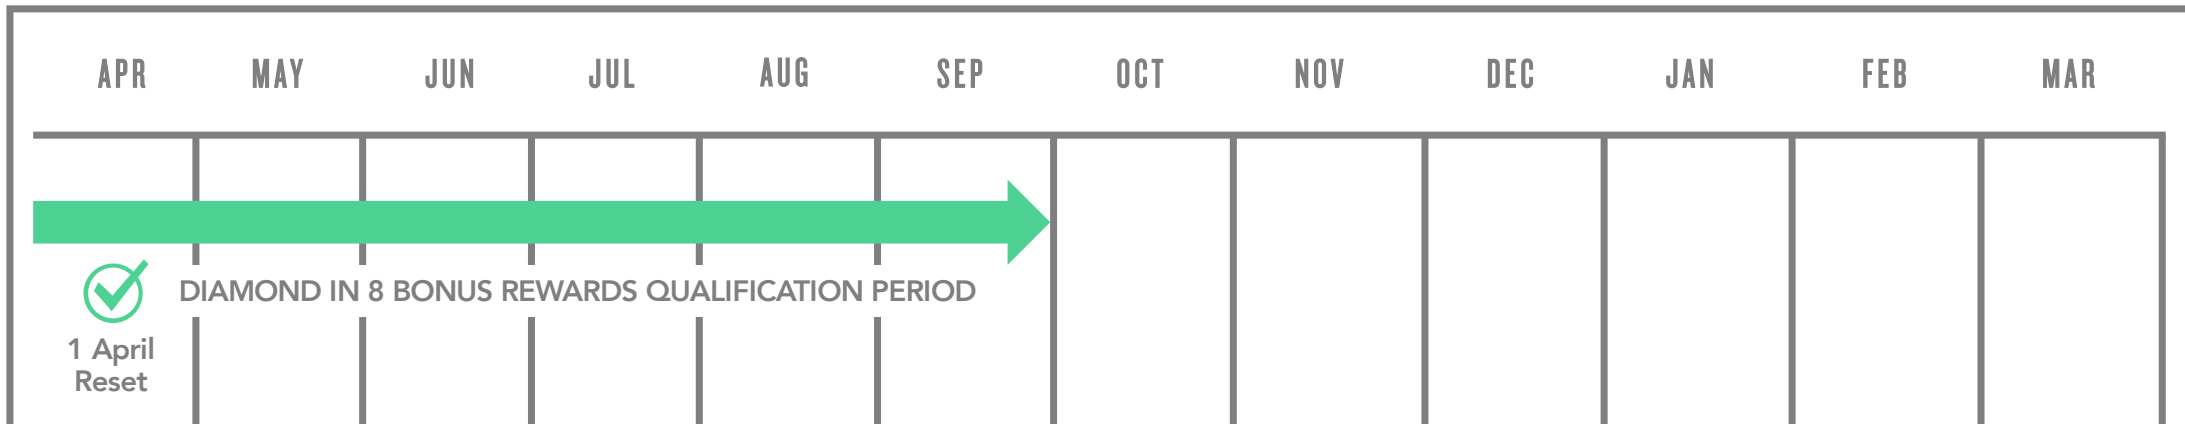 APR MAY JUN JUL AUG SEP OCT NOV DEC JAN FEB MAR
DIAMOND IN 8 BONUS REWARDS QUALIFICATION PERIOD
1 April
Reset